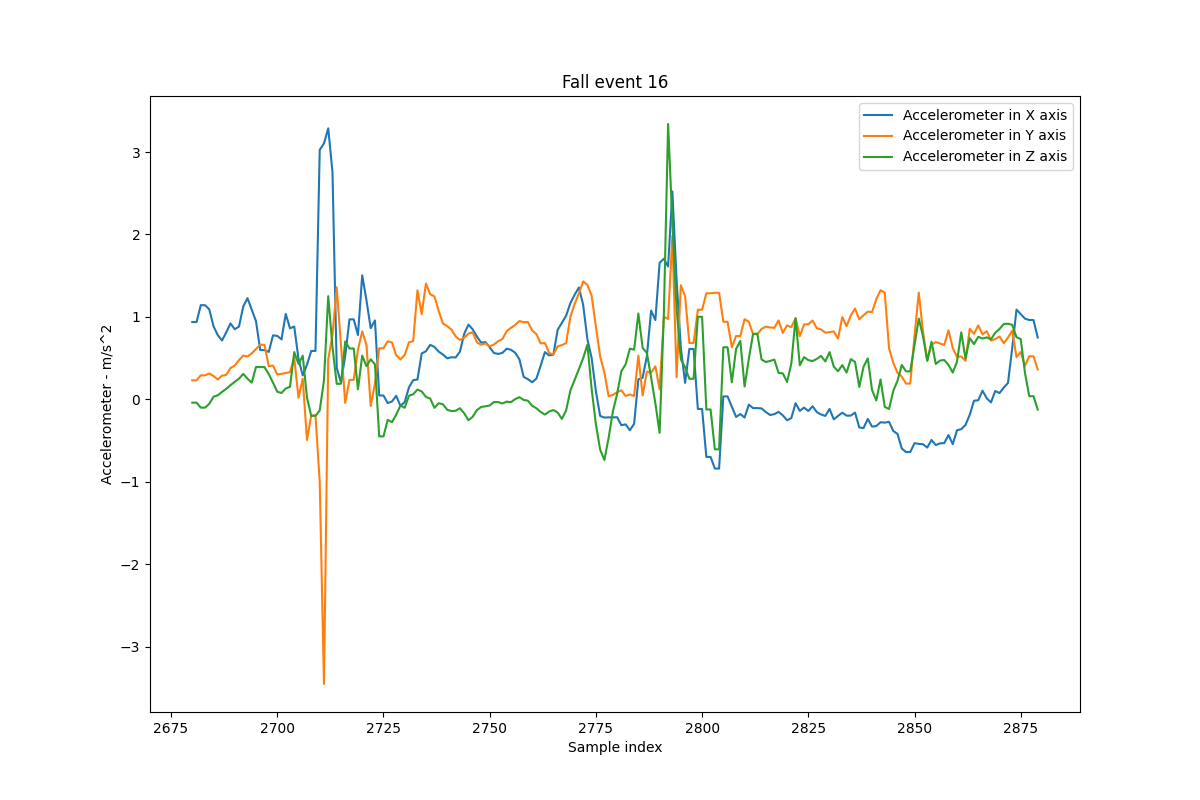 Fall event 16
Accelerometer in X axis
Accelerometer in Y axis
Accelerometer in Z axis
Accelerometer - m/s^2
3
2
1
0
−1
−2
−3
2675 2700 2725 2750 2775 2800 2825 2850 2875
Sample index